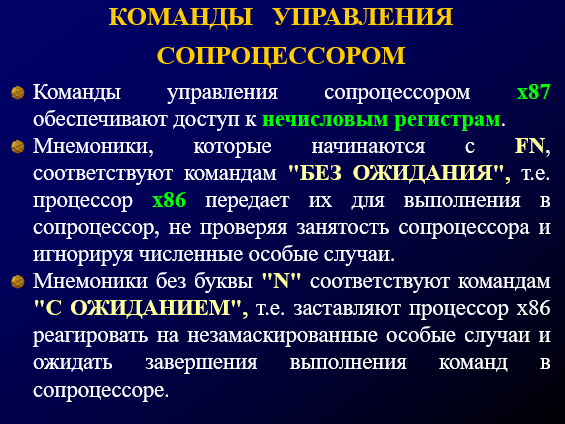 КОМАНДЫ УПРАВЛЕНИЯ
СОПРОЦЕССОРОМ
Команды управления сопроцессором x87
обеспечивают доступ к нечисловым регистрам.
Мнемоники, которые начинаются с FN,
соответствуют командам "БЕЗ ОЖИДАНИЯ", т.е.
процессор x86 передает их для выполнения в
сопроцессор, не проверяя занятость сопроцессора и
игнорируя численные особые случаи.
Мнемоники без буквы "N" соответствуют командам
"С ОЖИДАНИЕМ", т.е. заставляют процессор x86
реагировать на незамаскированные особые случаи и
ожидать завершения выполнения команд в
сопроцессоре.